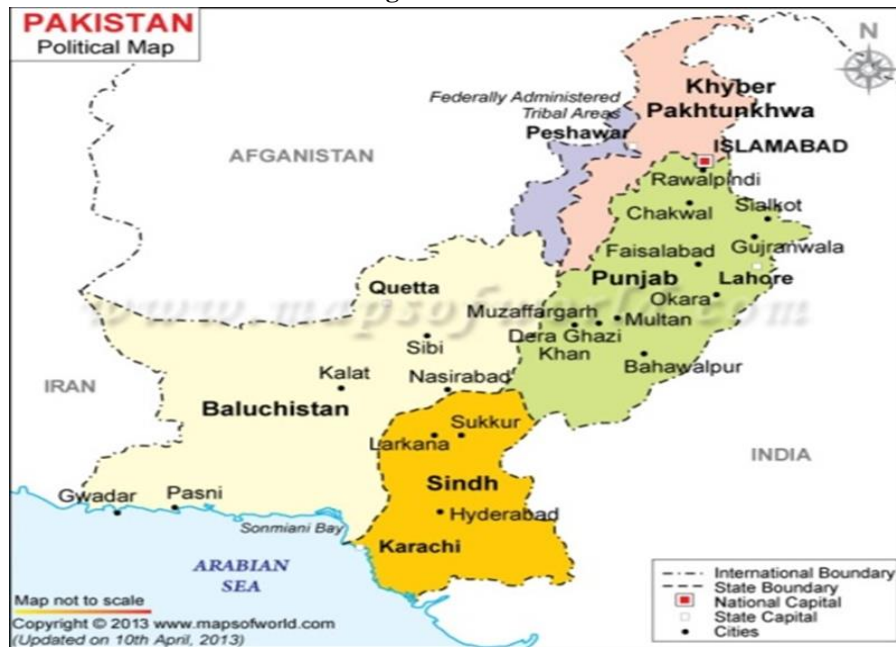 PAKISTAN
Political Map
N
Khyber
Pakhtunkhwa
Federally Administered
Tribal Areas
Peshawar
ISLAMABAD
AFGANISTAN
Rawalpindi
Chakwal
Sialkot
Faisalabad
Gujranwala
Punjab
Lahore
Quetta
Okara
www.mapsofworld.com
Muzaffargarh
Multan
Dera Ghazi
Khan
Sibi
Bahawalpur
Kalat
Nasirabad
IRAN
Baluchistan
Sukkur
Larkana
INDIA
Sindh
Gwadar
Pasni
Hyderabad
Sonmiani Bay
Karachi
ARABIAN
SEA
International Boundary
State Boundary
National Capital
State Capital
Cities
Map not to scale
Copyright © 2013 www.mapsofworld.com
(Updated on 10th April, 2013)